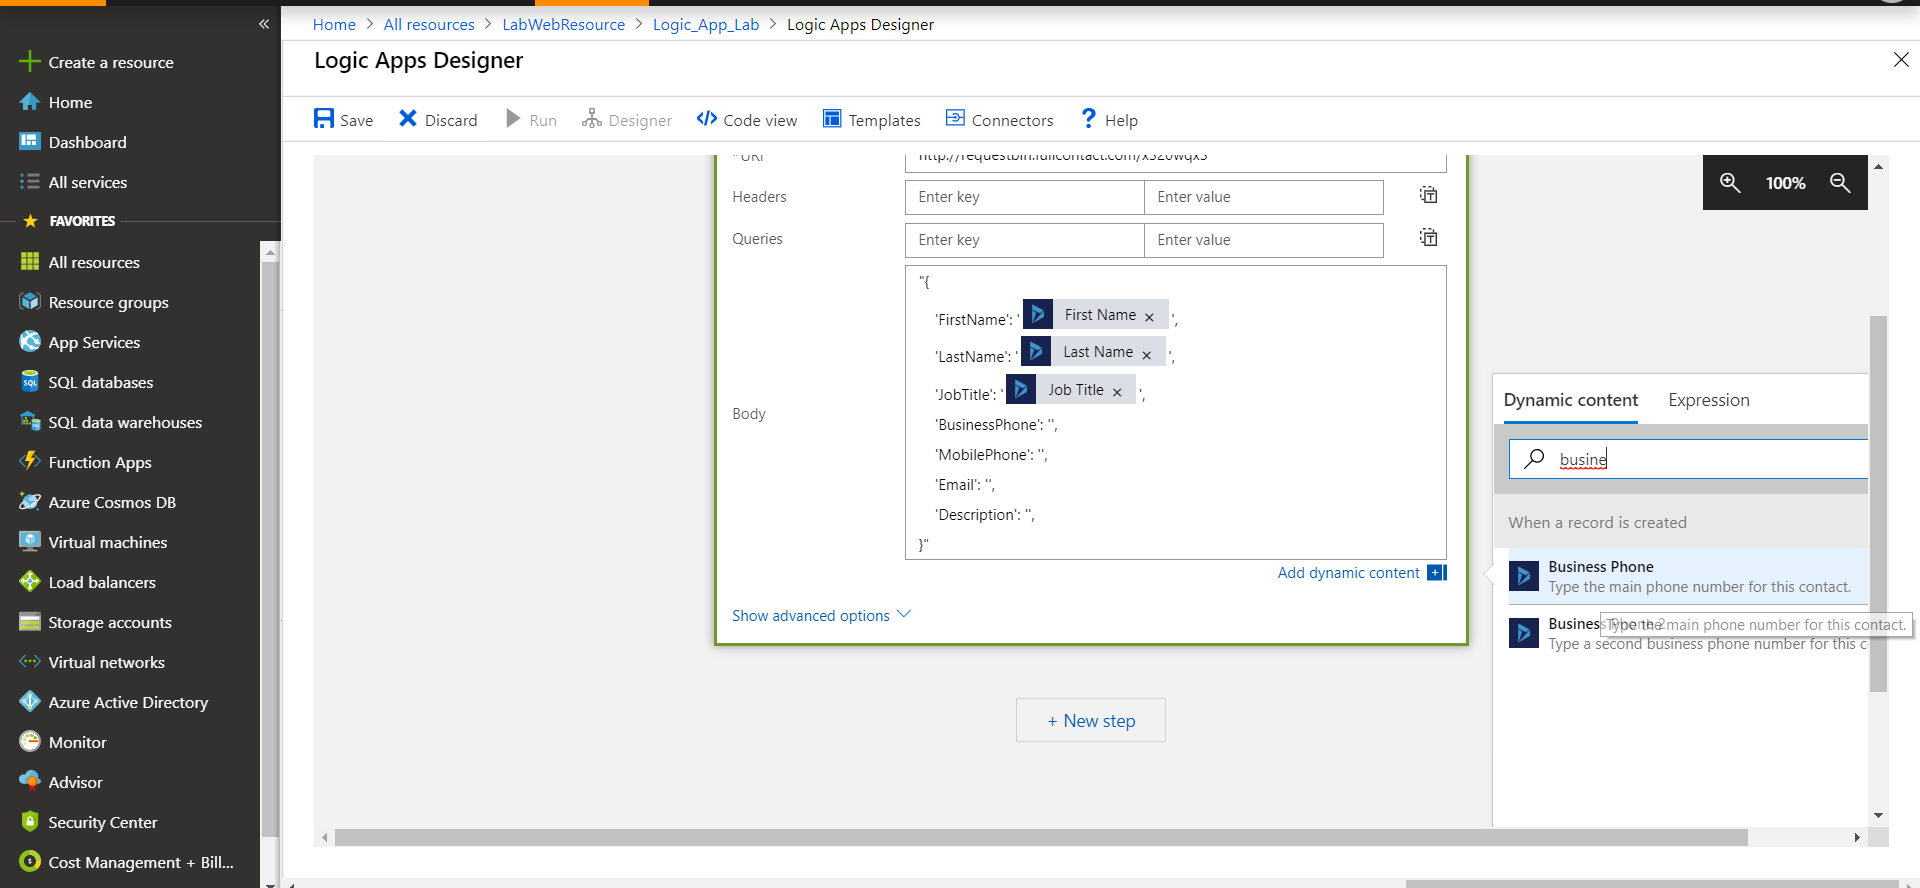 Home > All resources > LabWebResource > Logic_App_Lab > Logic Apps Designer
Logic Apps Designer
Save Discard Run Designer Code view Templates Connectors Help
Create a resource
Home
Dashboard
All services
FAVORITES
All resources
Resource groups
App Services
SQL databases
SQL data warehouses
Function Apps
Azure Cosmos DB
Virtual machines
Load balancers
Storage accounts
Virtual networks
Azure Active Directory
Monitor
Advisor
Security Center
Cost Management + Bill...
*URI
Headers Enter key Enter value
Queries Enter key Enter value
Body
"{
'FirstName': ' First Name × ',
'LastName': ' Last Name × ',
'JobTitle': ' Job Title × ',
'BusinessPhone': '',
'MobilePhone': '',
'Email': '',
'Description': '',
}"
Add dynamic content
Show advanced options
+ New step
100%
Dynamic content Expression
busine
When a record is created
Business Phone
Type the main phone number for this contact.
Business Phone 2
Type the main phone number for this contact.
Type a second business phone number for this c